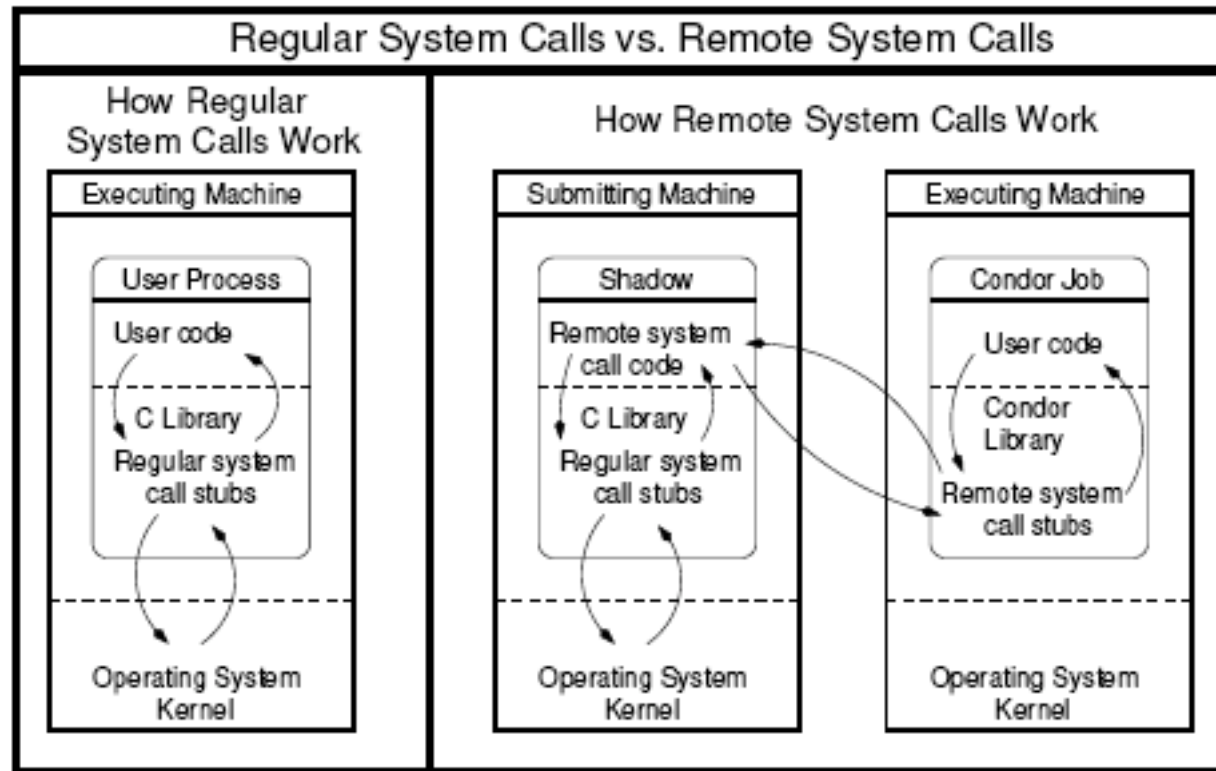 Regular System Calls vs. Remote System Calls
How Regular
System Calls Work
Executing Machine
User Process
User code
C Library
Regular system
call stubs
Operating System
Kernel
How Remote System Calls Work
Submitting Machine
Shadow
Remote system
call code
C Library
Regular system
call stubs
Operating System
Kernel
Executing Machine
Condor Job
User code
Condor
Library
Remote system
call stubs
Operating System
Kernel